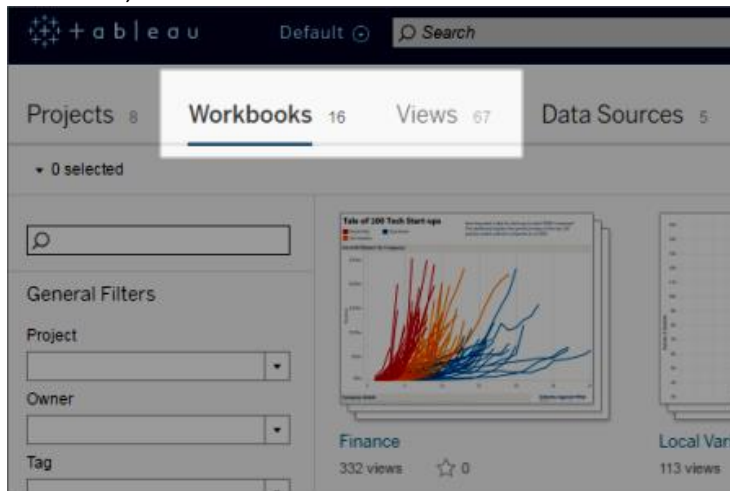 + a b | e a u Default Search
Projects 8 Workbooks 16 Views 67 Data Sources 5
0 selected
General Filters
Project
Owner
Tag
Tale of 200 Tech Start-ups
Finance
332 views 0
Local Var
113 views